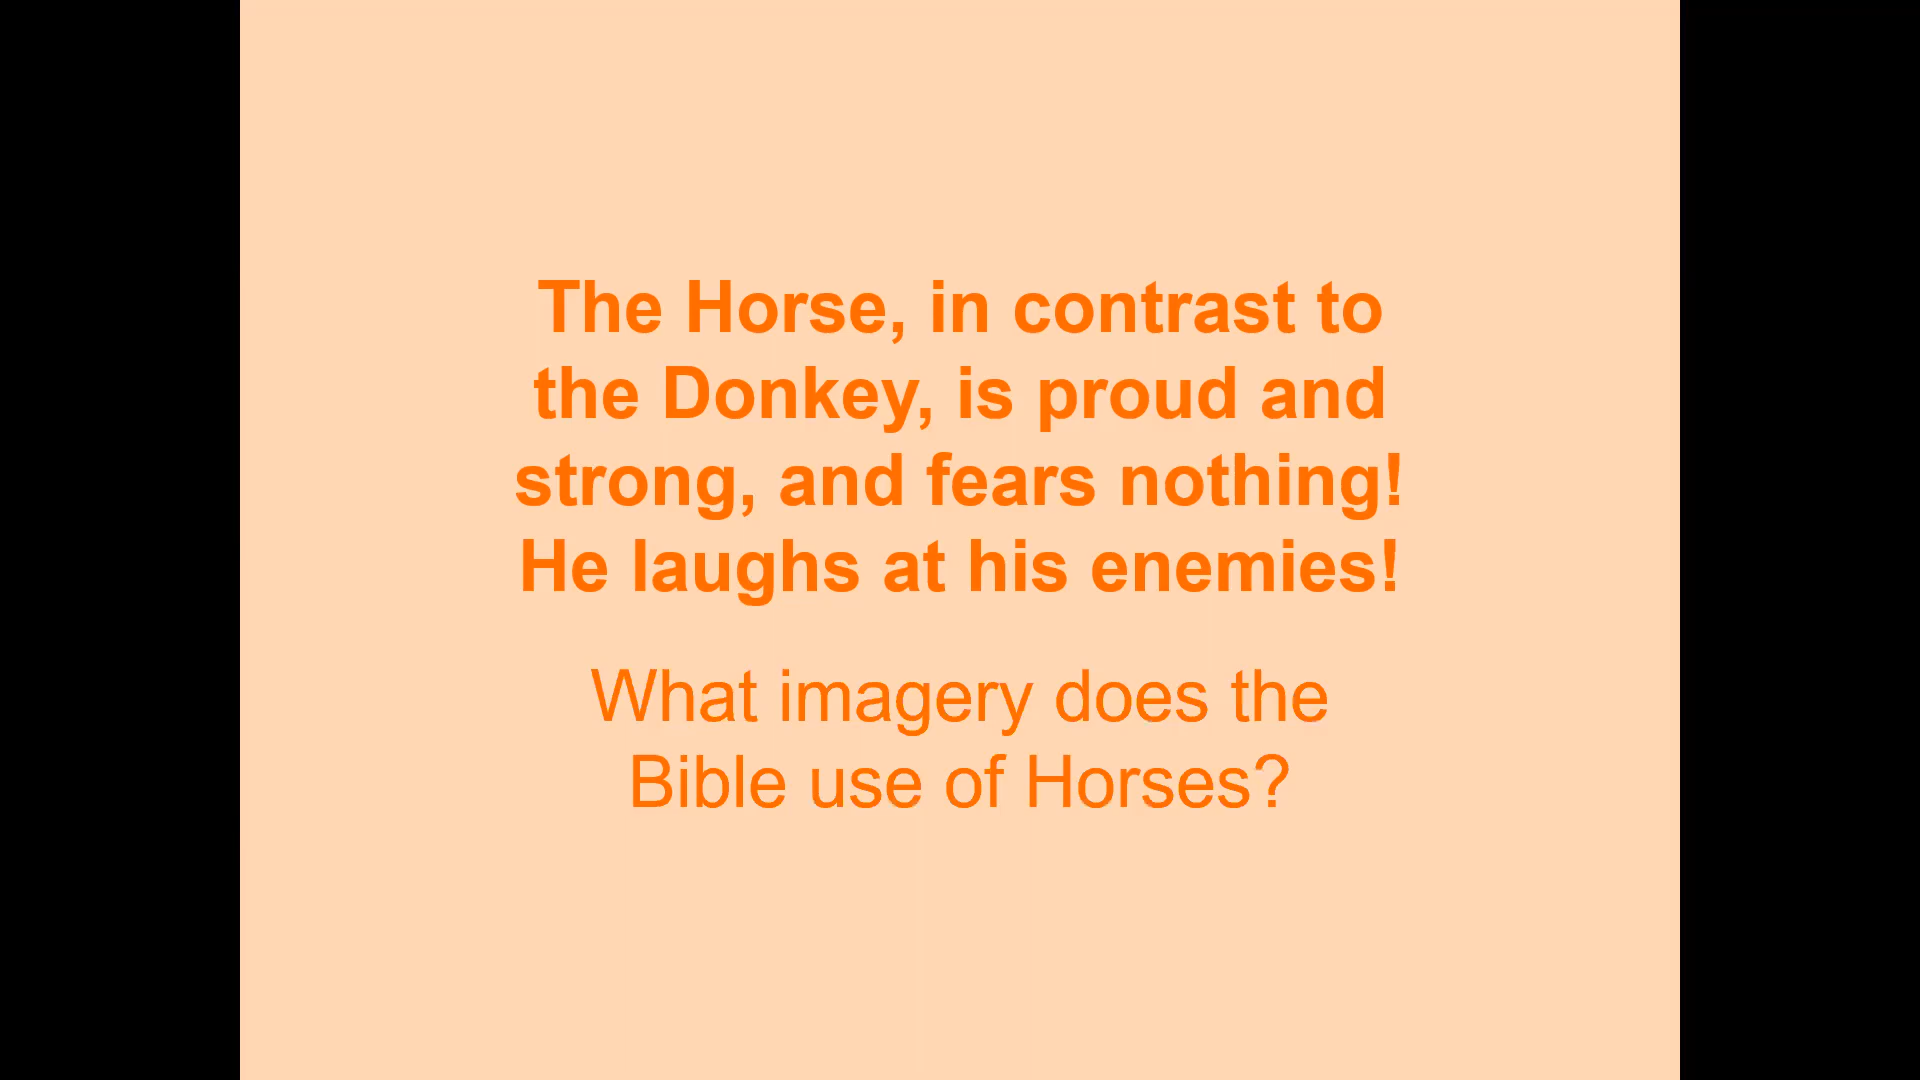 The Horse, in contrast to
the Donkey, is proud and
strong, and fears nothing!
He laughs at his enemies!
What imagery does the
Bible use of Horses?